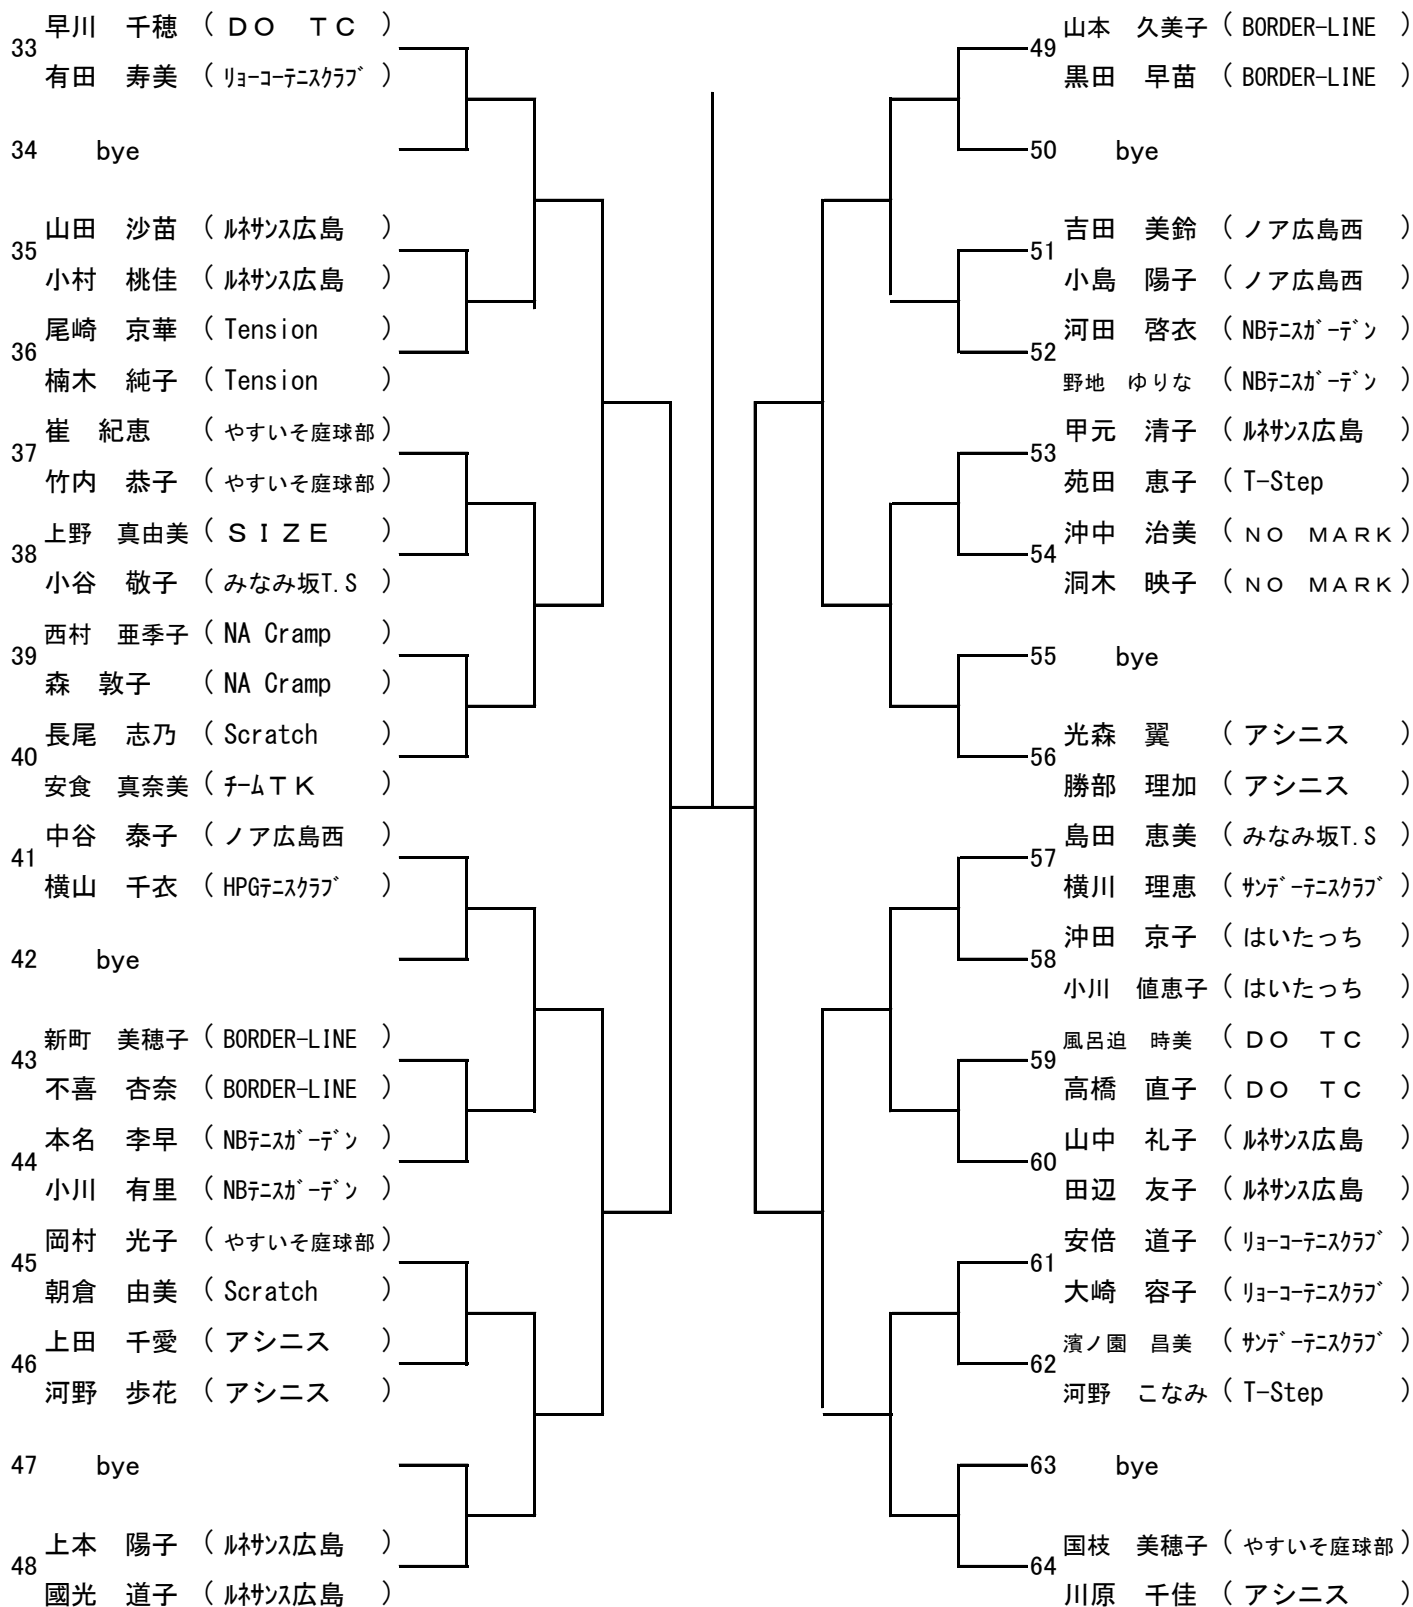 早川　千穂 （ ＤＯ　ＴＣ ）
33
有田　寿美 （ ﾘｮｰｺｰﾃﾆｽｸﾗﾌﾞ ）
34 bye
山田　沙苗 （ ﾙﾈｻﾝｽ広島 ）
35
小村　桃佳 （ ﾙﾈｻﾝｽ広島 ）
尾崎　京華 （ Tension ）
36
楠木　純子 （ Tension ）
崔　紀恵 （ やすいそ庭球部 ）
37
竹内　恭子 （ やすいそ庭球部 ）
上野　真由美 （ ＳＩＺＥ ）
38
小谷　敬子 （ みなみ坂T.S ）
西村　亜季子 （ NA Cramp ）
39
森　敦子 （ NA Cramp ）
長尾　志乃 （ Scratch ）
40
安食　真奈美 （ ﾁｰﾑＴＫ ）
中谷　泰子 （ ノア広島西 ）
41
横山　千衣 （ HPGﾃﾆｽｸﾗﾌﾞ ）
42 bye
新町　美穂子 （ BORDER-LINE ）
43
不喜　杏奈 （ BORDER-LINE ）
本名　李早 （ NBﾃﾆｽｶﾞｰﾃﾞﾝ ）
44
小川　有里 （ NBﾃﾆｽｶﾞｰﾃﾞﾝ ）
岡村　光子 （ やすいそ庭球部 ）
45
朝倉　由美 （ Scratch ）
上田　千愛 （ アシニス ）
46
河野　歩花 （ アシニス ）
47 bye
上本　陽子 （ ﾙﾈｻﾝｽ広島 ）
48
國光　道子 （ ﾙﾈｻﾝｽ広島 ）
山本　久美子 （ BORDER-LINE ）
49
黒田　早苗 （ BORDER-LINE ）
50 bye
吉田　美鈴 （ ノア広島西 ）
51
小島　陽子 （ ノア広島西 ）
河田　啓衣 （ NBﾃﾆｽｶﾞｰﾃﾞﾝ ）
52
野地　ゆりな （ NBﾃﾆｽｶﾞｰﾃﾞﾝ ）
甲元　清子 （ ﾙﾈｻﾝｽ広島 ）
53
苑田　恵子 （ T-Step ）
沖中　治美 （ ＮＯ　ＭＡＲＫ ）
54
洞木　映子 （ ＮＯ　ＭＡＲＫ ）
55 bye
光森　翼 （ アシニス ）
56
勝部　理加 （ アシニス ）
島田　恵美 （ みなみ坂T.S ）
57
横川　理恵 （ ｻﾝﾃﾞｰﾃﾆｽｸﾗﾌﾞ ）
沖田　京子 （ はいたっち ）
58
小川　値恵子 （ はいたっち ）
風呂迫　時美 （ ＤＯ　ＴＣ ）
59
高橋　直子 （ ＤＯ　ＴＣ ）
山中　礼子 （ ﾙﾈｻﾝｽ広島 ）
60
田辺　友子 （ ﾙﾈｻﾝｽ広島 ）
安倍　道子 （ ﾘｮｰｺｰﾃﾆｽｸﾗﾌﾞ ）
61
大崎　容子 （ ﾘｮｰｺｰﾃﾆｽｸﾗﾌﾞ ）
濱ノ園　昌美 （ ｻﾝﾃﾞｰﾃﾆｽｸﾗﾌﾞ ）
62
河野　こなみ （ T-Step ）
63 bye
国枝　美穂子 （ やすいそ庭球部 ）
64
川原　千佳 （ アシニス ）